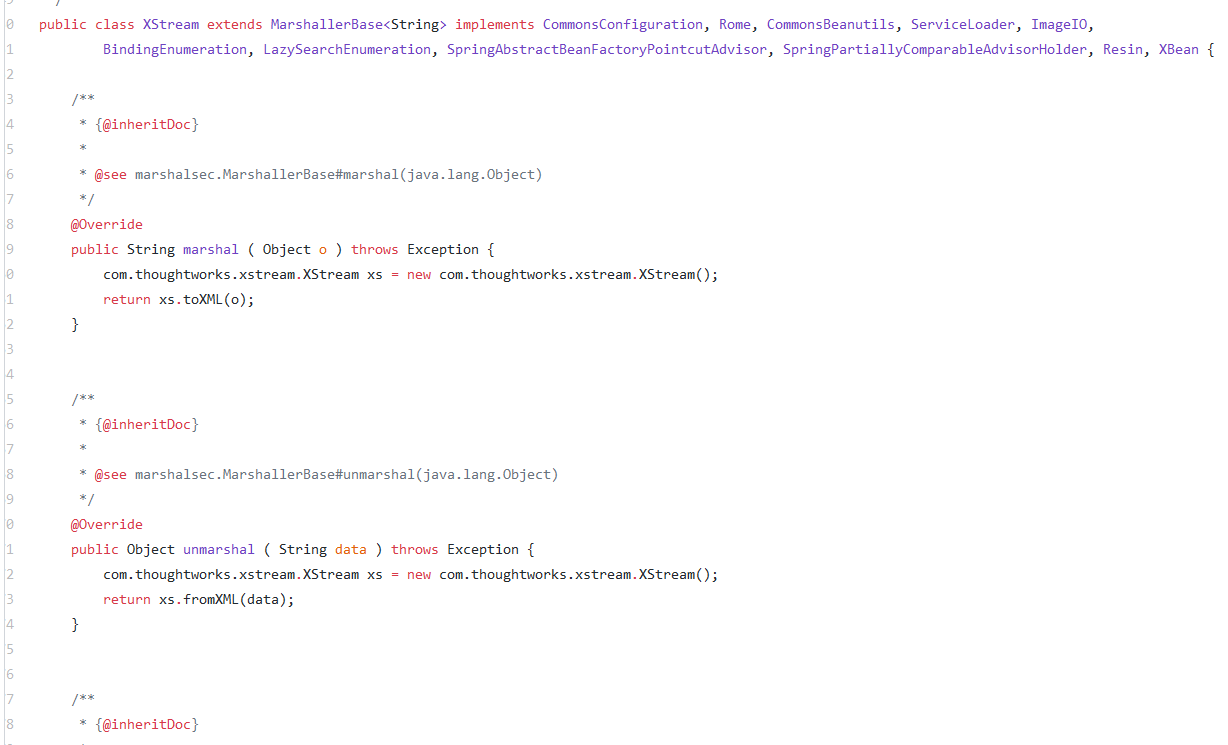 */
0 public class XStream extends MarshallerBase<String> implements CommonsConfiguration, Rome, CommonsBeanutils, ServiceLoader, ImageIO,
1 BindingEnumeration, LazySearchEnumeration, SpringAbstractBeanFactoryPointcutAdvisor, SpringPartiallyComparableAdvisorHolder, Resin, XBean {
2
3 /**
4 * {@inheritDoc}
5 *
6 * @see marshalsec.MarshallerBase#marshal(java.lang.Object)
7 */
8 @Override
9 public String marshal ( Object o ) throws Exception {
0 com.thoughtworks.xstream.XStream xs = new com.thoughtworks.xstream.XStream();
1 return xs.toXML(o);
2 }
3
4
5 /**
6 * {@inheritDoc}
7 *
8 * @see marshalsec.MarshallerBase#unmarshal(java.lang.Object)
9 */
0 @Override
1 public Object unmarshal ( String data ) throws Exception {
2 com.thoughtworks.xstream.XStream xs = new com.thoughtworks.xstream.XStream();
3 return xs.fromXML(data);
4 }
5
6
7 /**
8 * {@inheritDoc}